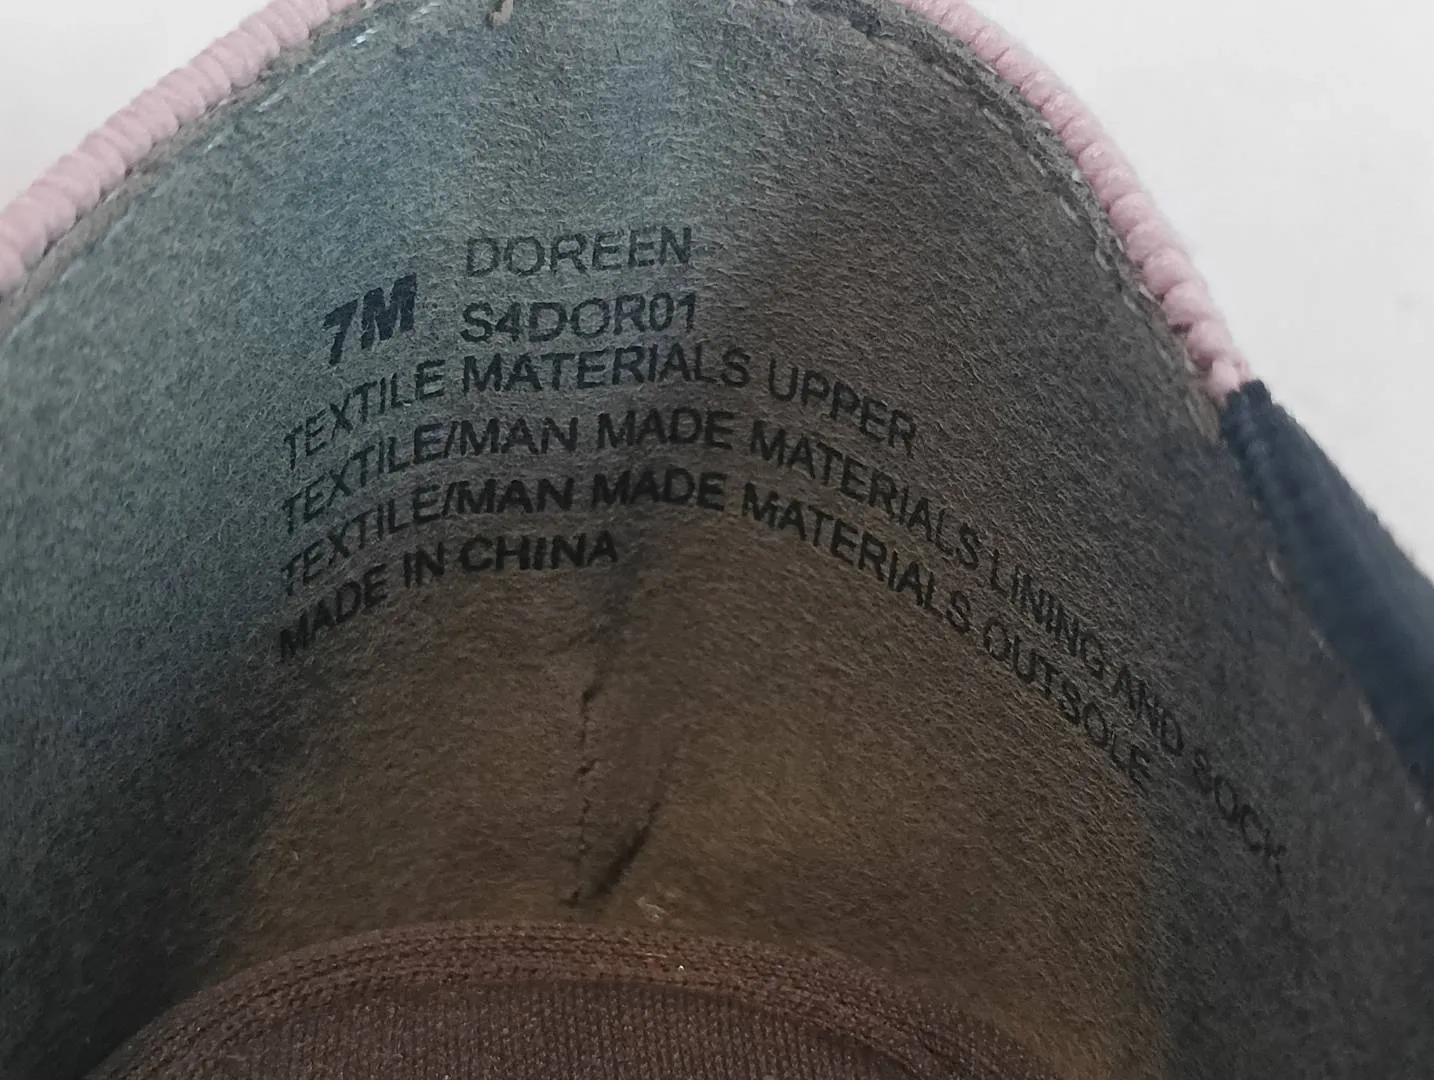 DOREEN
7M S4DOR01
TEXTILE MATERIALS UPPER
TEXTILE/MAN MADE MATERIALS LINING AND SOCK
TEXTILE/MAN MADE MATERIALS OUTSOLE
MADE IN CHINA